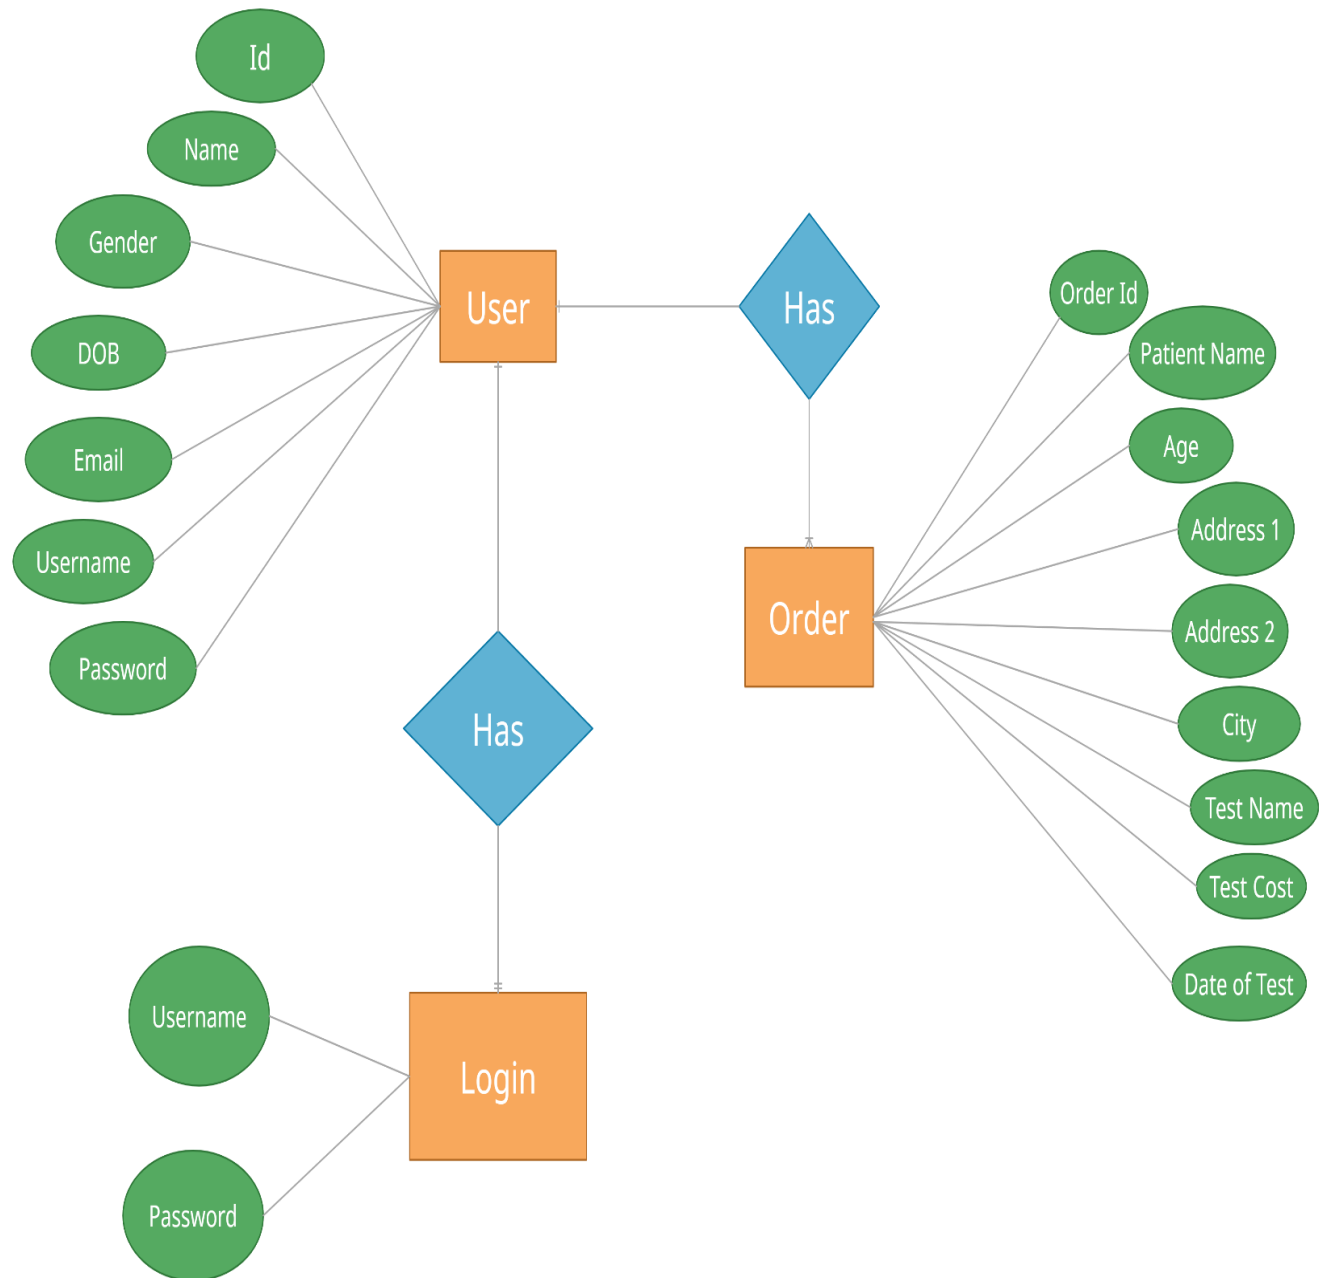 Id
Name
Gender
DOB
Email
Username
Password
User
Has
Order Id
Patient Name
Age
Address 1
Address 2
City
Test Name
Test Cost
Date of Test
Order
Has
Username
Password
Login